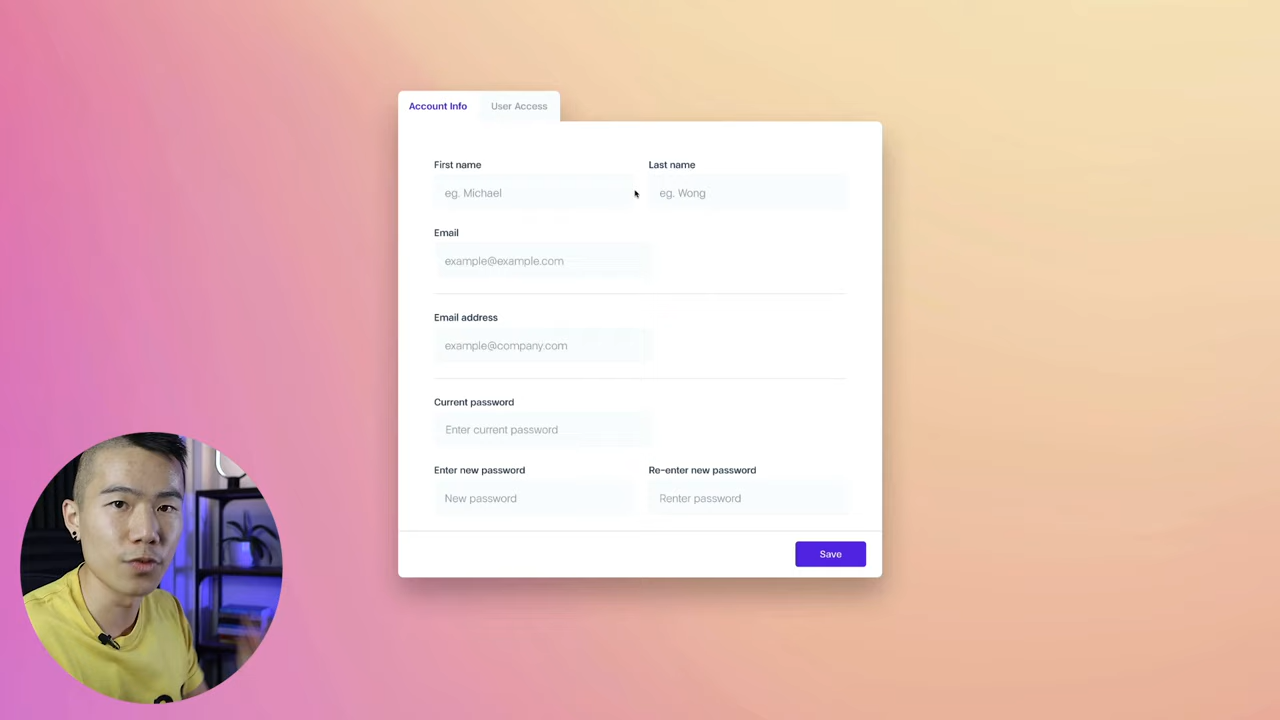 Account Info User Access
First name Last name
eg. Michael eg. Wong
Email
example@example.com
Email address
example@company.com
Current password
Enter current password
Enter new password Re-enter new password
New password Renter password
Save